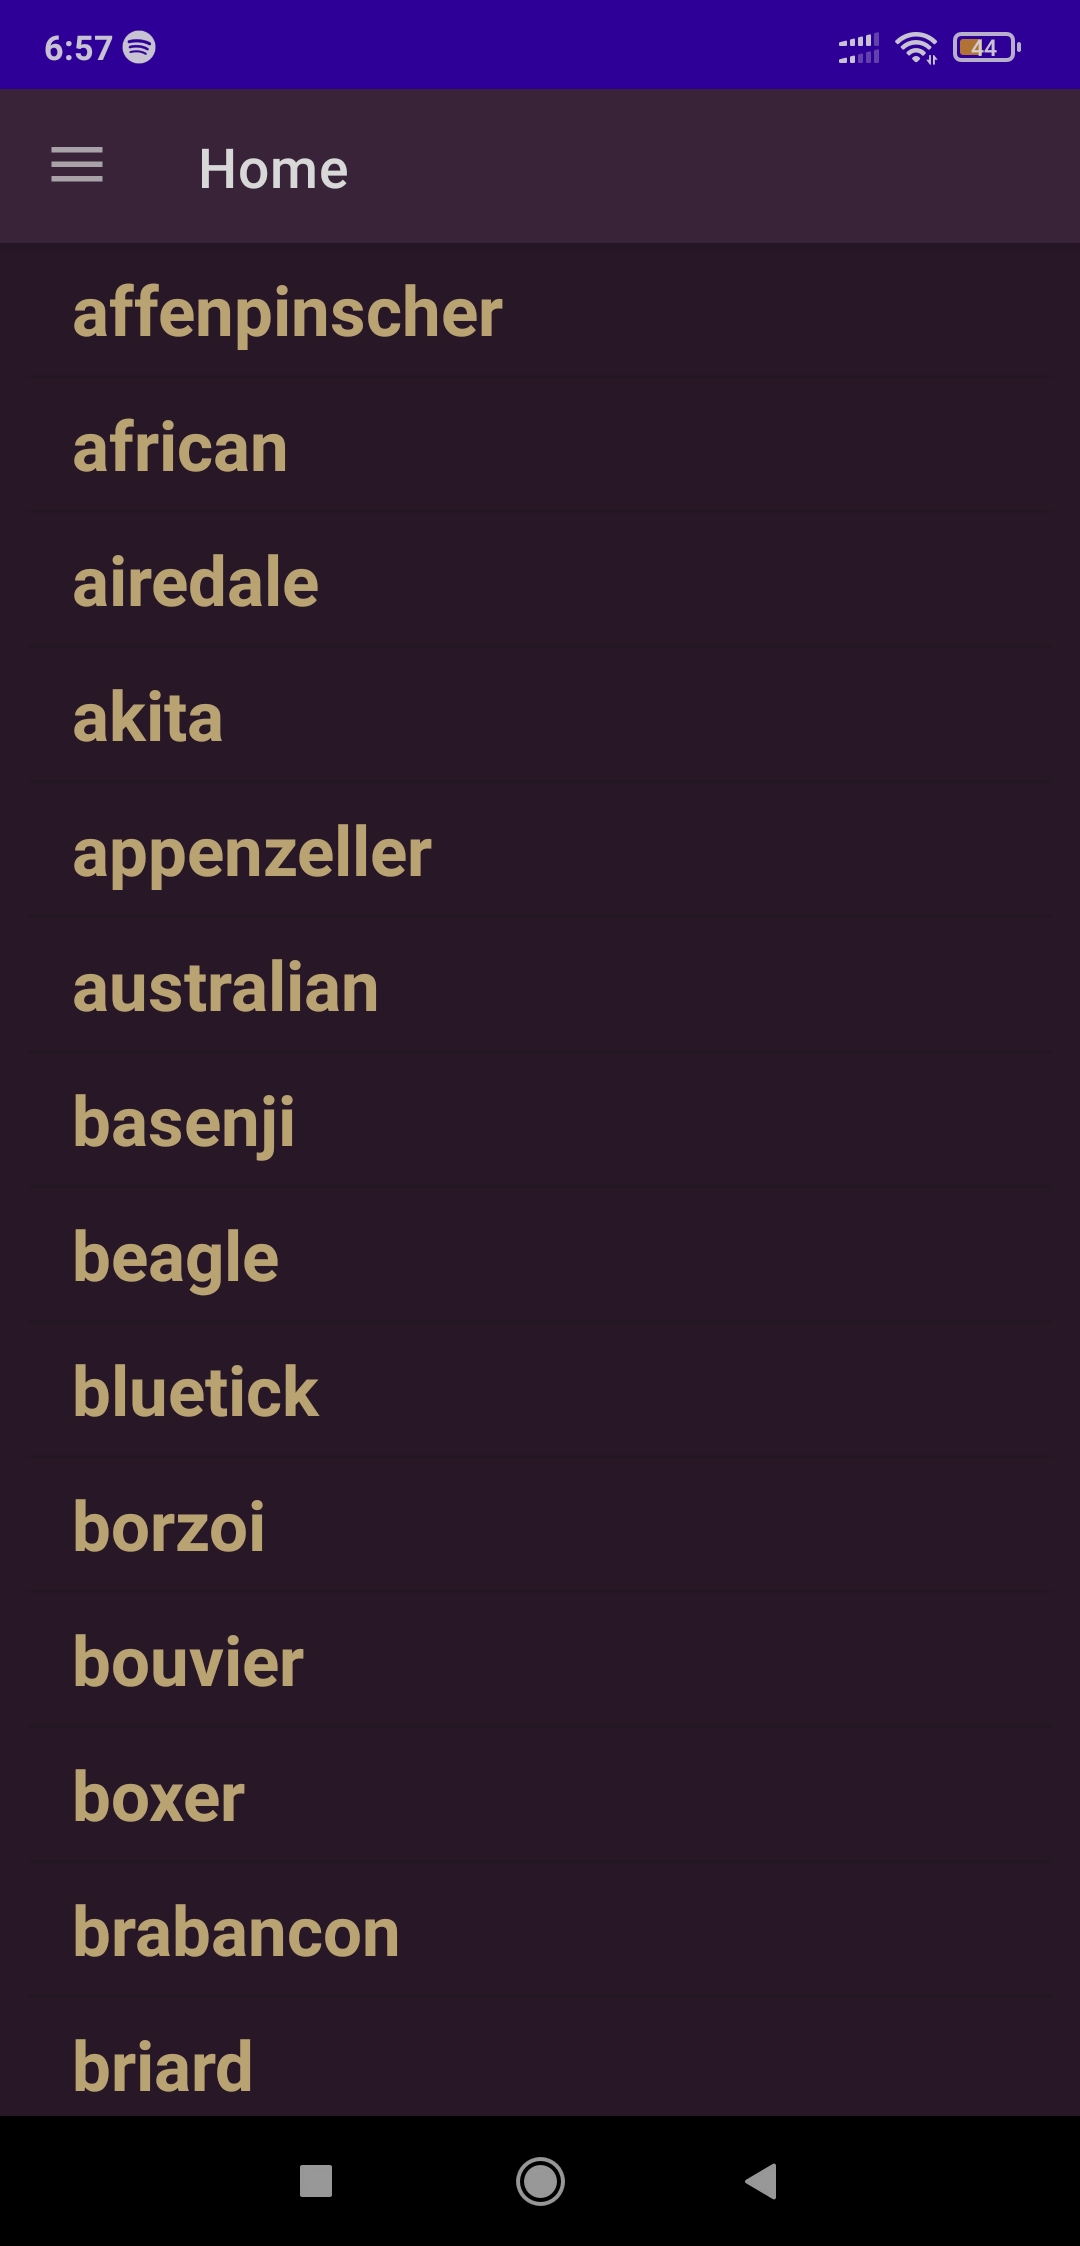 6:57
44
Home
affenpinscher
african
airedale
akita
appenzeller
australian
basenji
beagle
bluetick
borzoi
bouvier
boxer
brabancon
briard